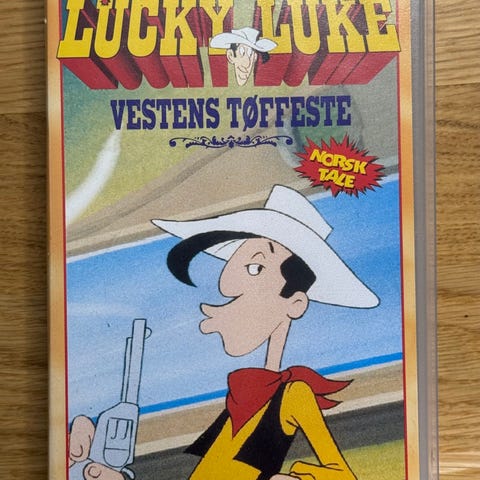 LUCKY LUKE
VESTENS TØFFESTE
NORSK
TALE